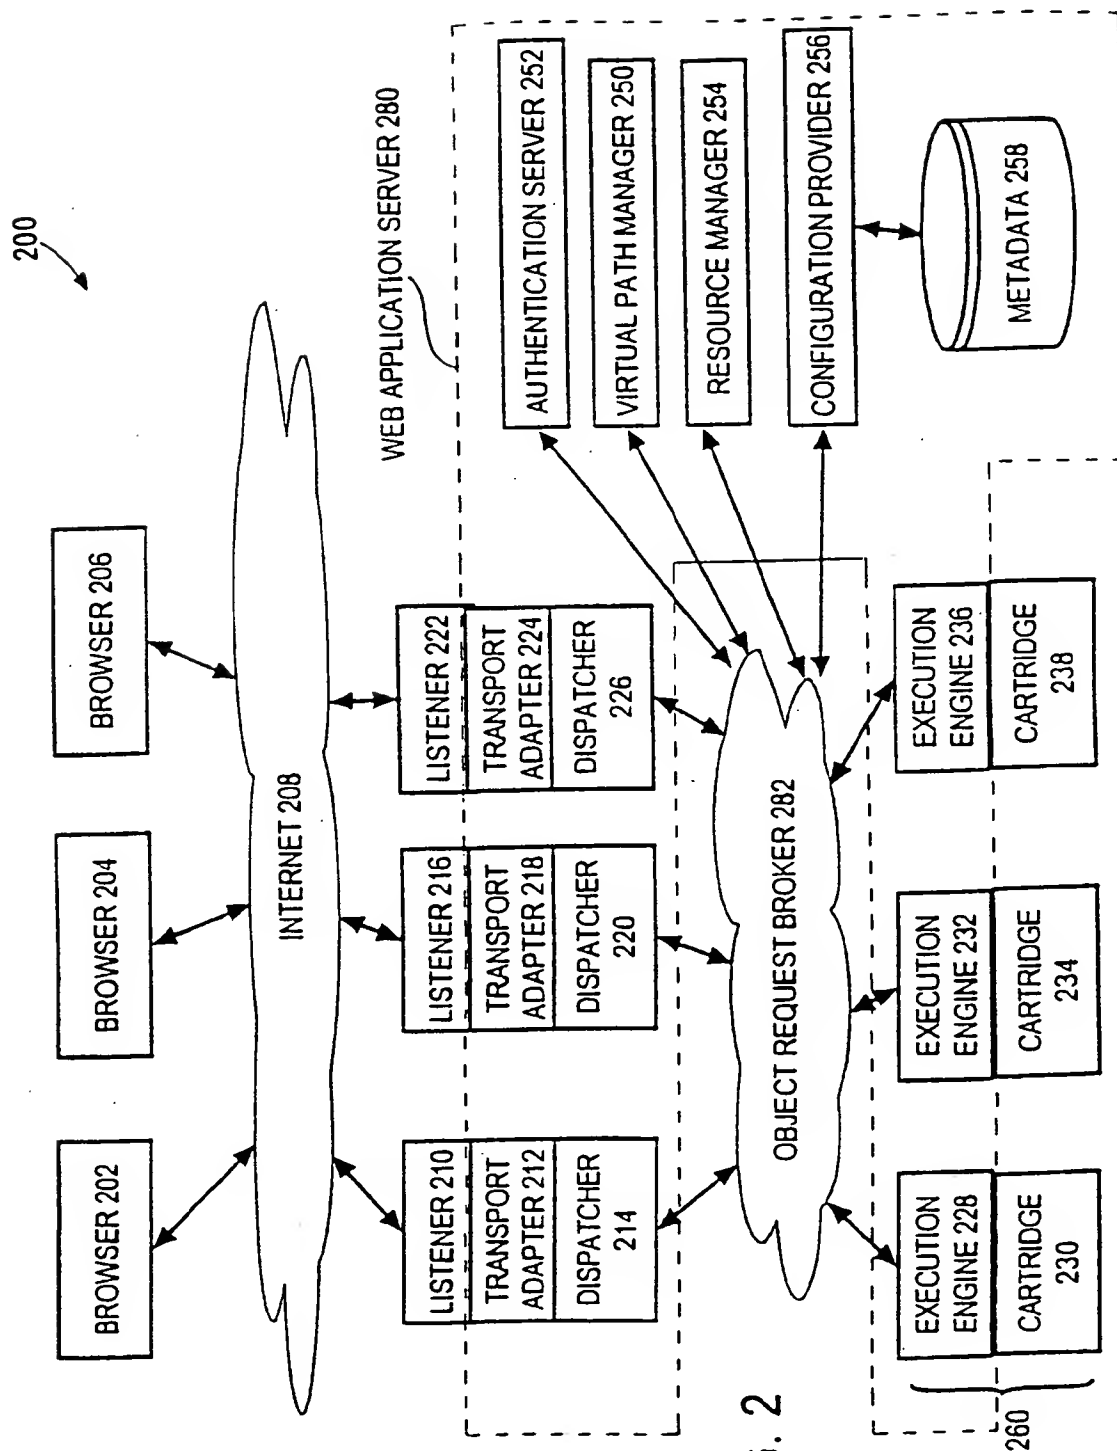 200
BROWSER 202
BROWSER 204
BROWSER 206
INTERNET 208
WEB APPLICATION SERVER 280
LISTENER 210
TRANSPORT
ADAPTER 212
DISPATCHER
214
LISTENER 216
TRANSPORT
ADAPTER 218
DISPATCHER
220
LISTENER 222
TRANSPORT
ADAPTER 224
DISPATCHER
226
AUTHENTICATION SERVER 252
VIRTUAL PATH MANAGER 250
RESOURCE MANAGER 254
CONFIGURATION PROVIDER 256
METADATA 258
OBJECT REQUEST BROKER 282
EXECUTION
ENGINE 228
CARTRIDGE
230
EXECUTION
ENGINE 232
CARTRIDGE
234
EXECUTION
ENGINE 236
CARTRIDGE
238
260
. 2